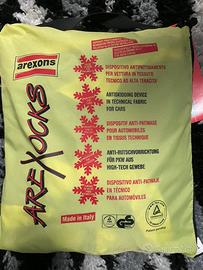 arexons
AREXOCKS
DISPOSITIVO ANTIPATTINAMENTO
PER VETTURA IN TESSUTO
TECNICO AD ALTA TENACITÀ
ANTISKIDDING DEVICE
IN TECHNICAL FABRIC
FOR CARS
DISPOSITIF ANTI-PATINAGE
POUR AUTOMOBILES
EN TISSUS TECHNIQUE
ANTI-RUTSCHVORRICHTUNG
FÜR PKW AUS
HIGH-TECH GEWEBE
DISPOSITIVO ANTI-PATINAJE
EN TÉCNICO
PARA AUTOMÓVILES
Made in Italy